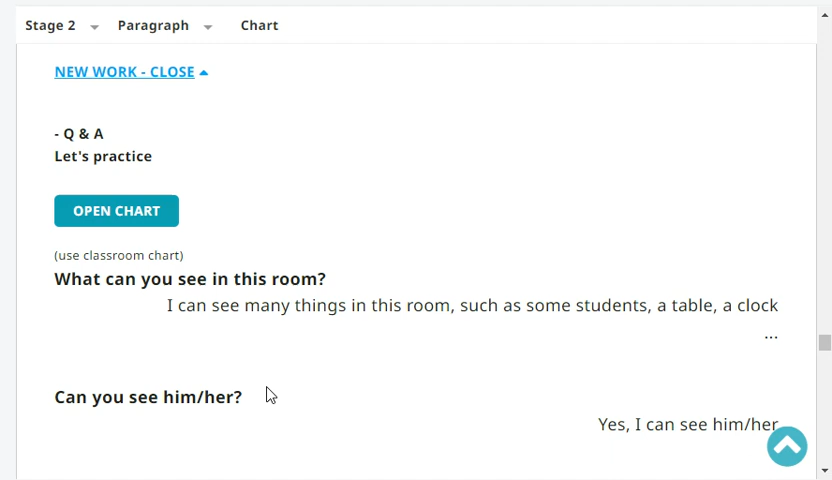 Stage 2 Paragraph Chart
NEW WORK - CLOSE
- Q & A
Let's practice
OPEN CHART
(use classroom chart)
What can you see in this room?
I can see many things in this room, such as some students, a table, a clock
...
Can you see him/her?
Yes, I can see him/her